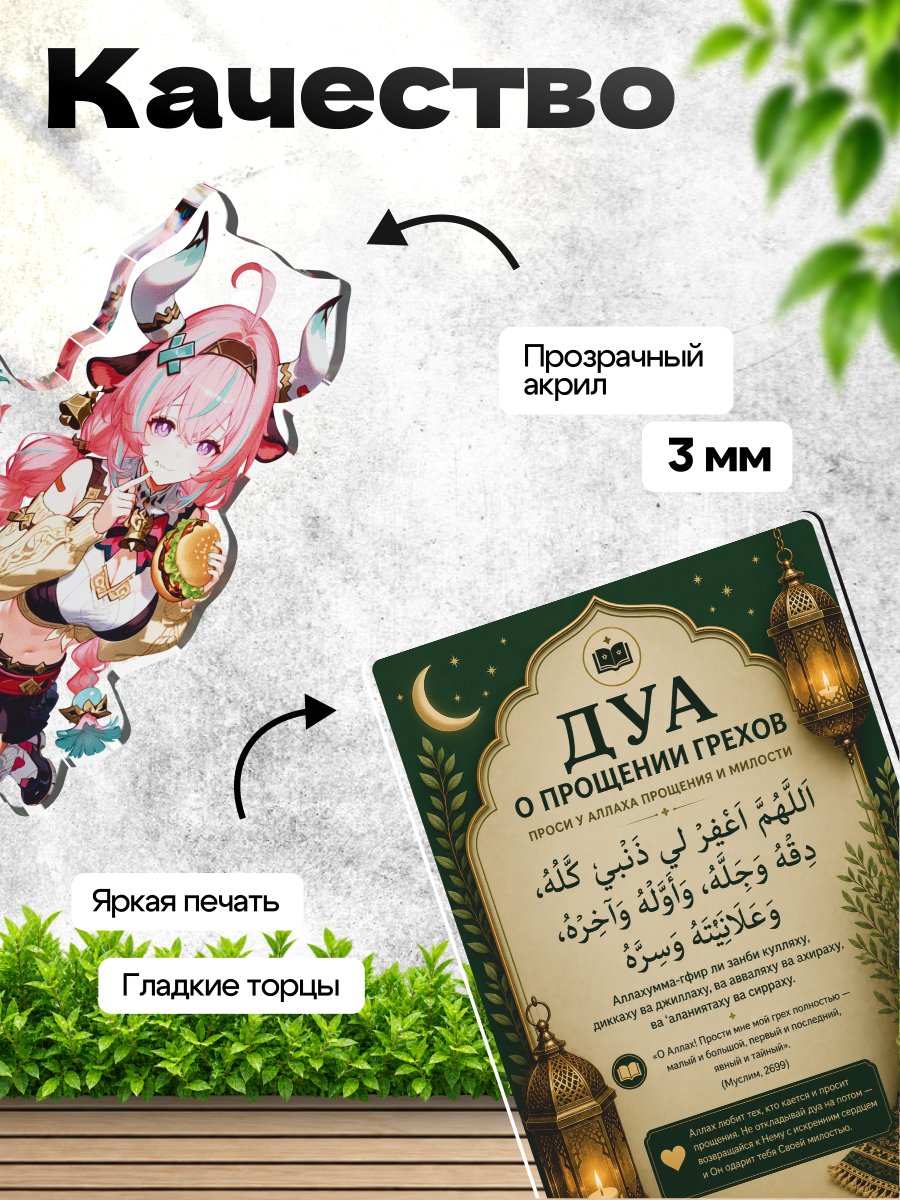 Качество
Прозрачный
акрил
3 мм
ДУА
О ПРОЩЕНИИ ГРЕХОВ
ПРОСИ У АЛЛАХА ПРОЩЕНИЯ И МИЛОСТИ
اَللَّهُمَّ اغْفِرْ لِي ذَنْبِيْ كُلَّهُ،
دِقَّهُ وَجِلَّهُ، وَأَوَّلَهُ وَآخِرَهُ،
وَعَلَانِيَتَهُ وَسِرَّهُ
Аллахумма-гфир ли занби кулляху,
диккаху ва джиллаху, ва авваляху ва ахираху,
ва 'аланиятаху ва сирраху.
«О Аллах! Прости мне мой грех полностью —
малый и большой, первый и последний,
явный и тайный».
(Муслим, 2699)
Аллах любит тех, кто кается и просит
прощения. Не откладывай дуа на потом —
возвращайся к Нему с искренним сердцем
и Он одарит тебя Своей милостью.
Яркая печать
Гладкие торцы